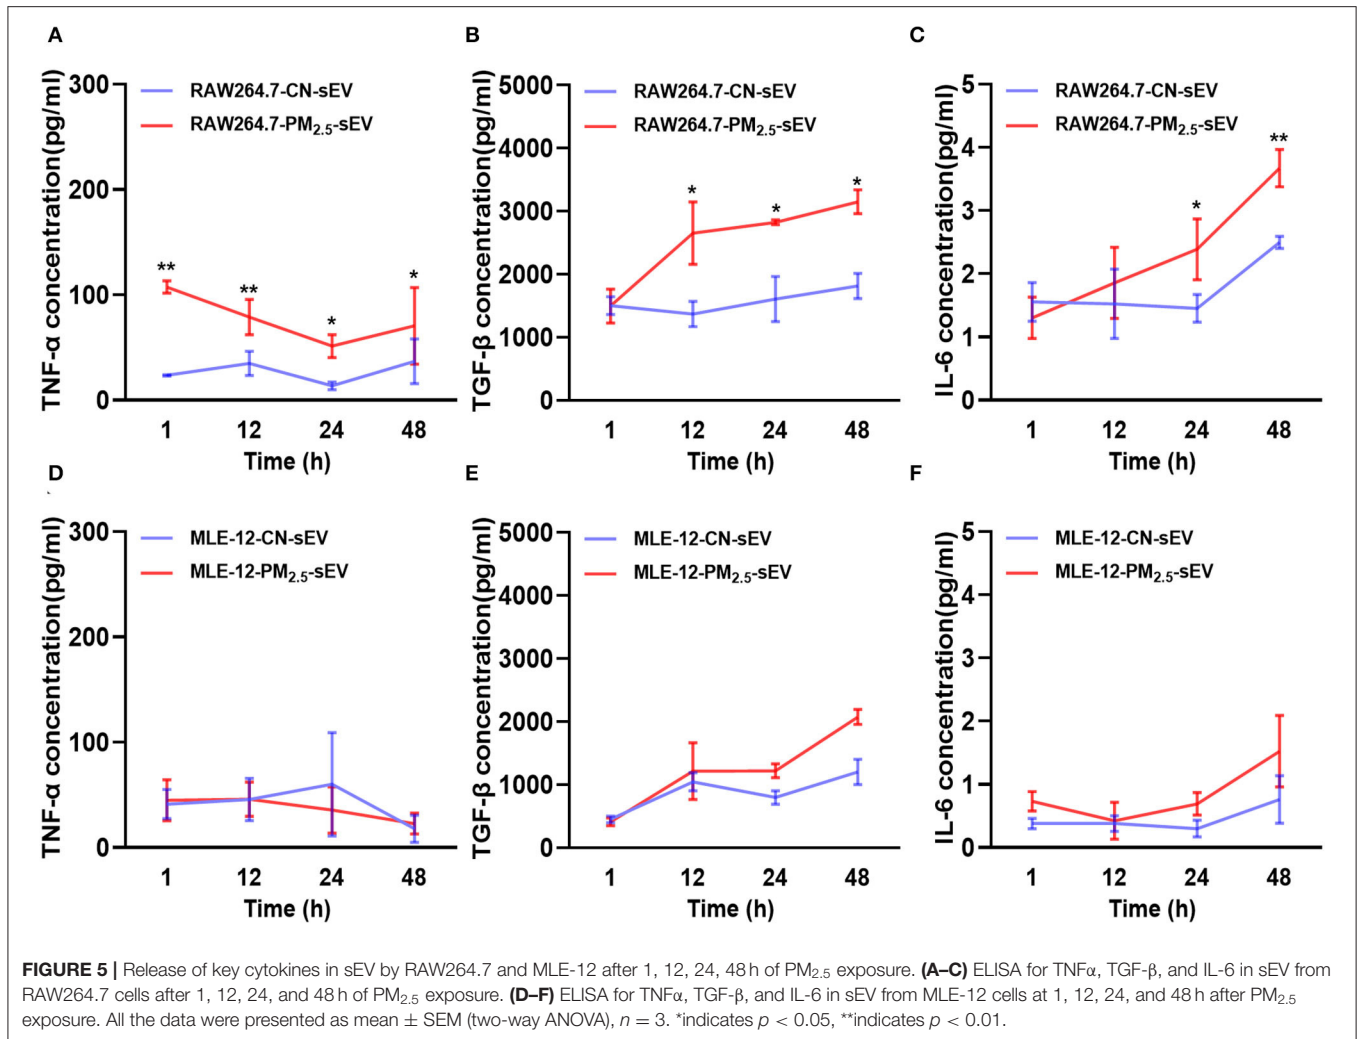 A
TNF-α concentration(pg/ml)
300
200
100
0
RAW264.7-CN-sEV
RAW264.7-PM2.5-sEV
**
**
*
*
1 12 24 48
Time (h)
B
TGF-β concentration(pg/ml)
5000
4000
3000
2000
1000
0
RAW264.7-CN-sEV
RAW264.7-PM2.5-sEV
*
*
*
1 12 24 48
Time (h)
C
IL-6 concentration(pg/ml)
5
4
3
2
1
0
RAW264.7-CN-sEV
RAW264.7-PM2.5-sEV
*
**
1 12 24 48
Time (h)
D
TNF-α concentration(pg/ml)
300
200
100
0
MLE-12-CN-sEV
MLE-12-PM2.5-sEV
1 12 24 48
Time (h)
E
TGF-β concentration(pg/ml)
5000
4000
3000
2000
1000
0
MLE-12-CN-sEV
MLE-12-PM2.5-sEV
1 12 24 48
Time (h)
F
IL-6 concentration(pg/ml)
5
4
3
2
1
0
MLE-12-CN-sEV
MLE-12-PM2.5-sEV
1 12 24 48
Time (h)
FIGURE 5 | Release of key cytokines in sEV by RAW264.7 and MLE-12 after 1, 12, 24, 48 h of PM2.5 exposure. (A–C) ELISA for TNFα, TGF-β, and IL-6 in sEV from
RAW264.7 cells after 1, 12, 24, and 48 h of PM2.5 exposure. (D–F) ELISA for TNFα, TGF-β, and IL-6 in sEV from MLE-12 cells at 1, 12, 24, and 48 h after PM2.5
exposure. All the data were presented as mean ± SEM (two-way ANOVA), n = 3. *indicates p < 0.05, **indicates p < 0.01.